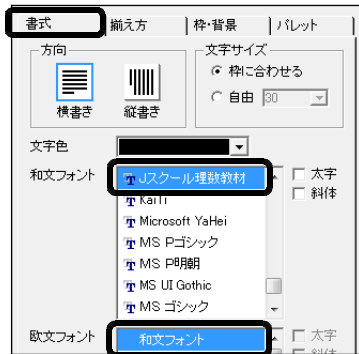 書式 揃え方 枠・背景 パレット
方向 文字サイズ
枠に合わせる
自由 30
横書き 縦書き
文字色
和文フォント Jスクール理数教材 太字
KaiTi 斜体
Microsoft YaHei
MS Pゴシック
MS P明朝
MS UI Gothic
MS ゴシック
欧文フォント 和文フォント 太字
斜体